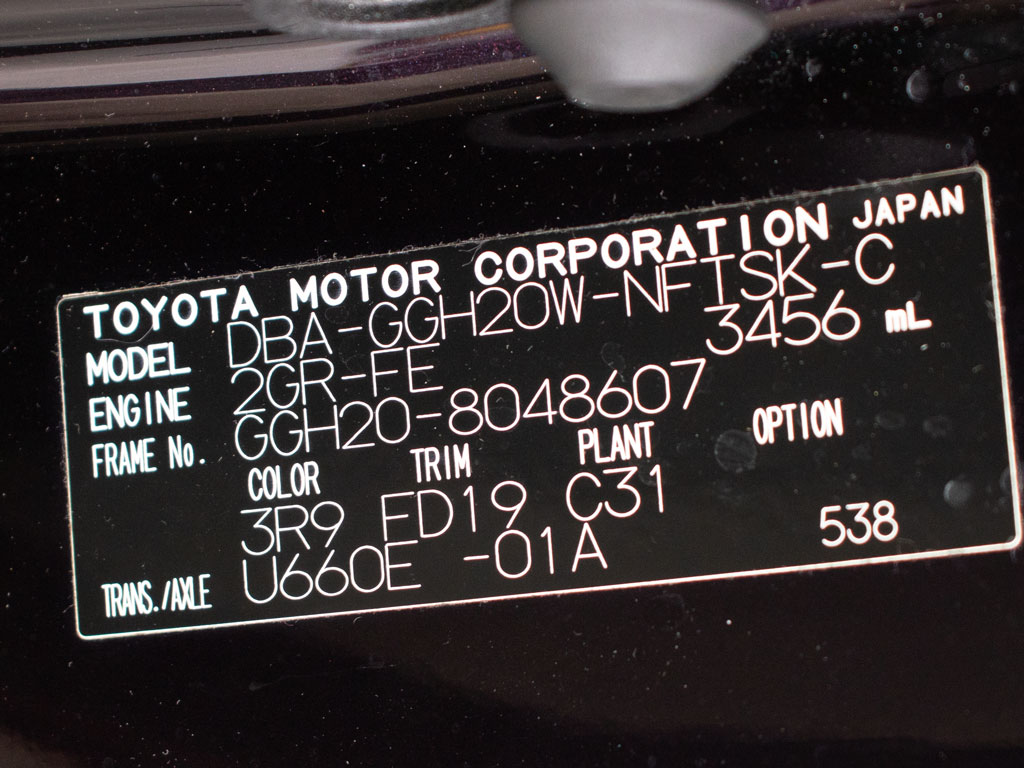 TOYOTA MOTOR CORPORATION JAPAN
MODEL DBA-GGH20W-NFTSK-C
ENGINE 2GR-FE 3456 mL
FRAME No. GGH20-8048607
COLOR TRIM PLANT OPTION
3R9 FD19 C31
TRANS./AXLE U660E -01A 538